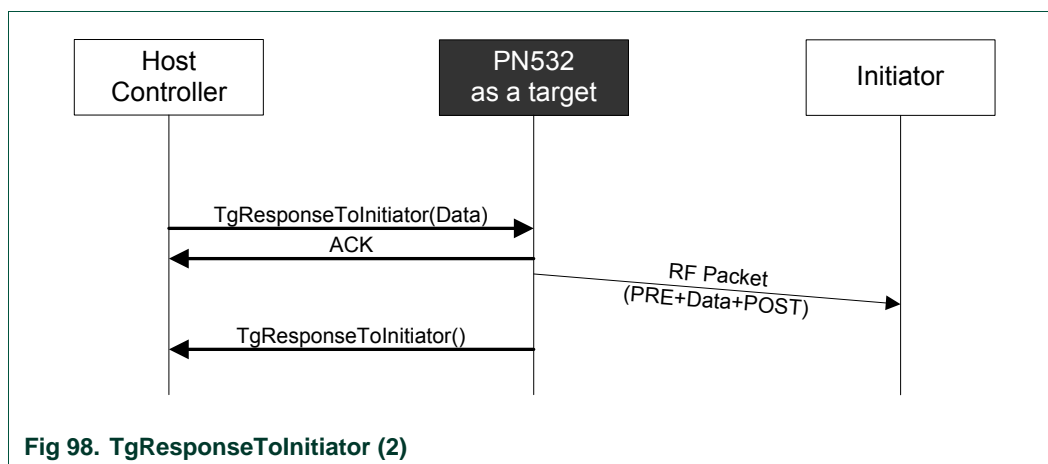 Host
Controller
PN532
as a target
Initiator
TgResponseToInitiator(Data)
ACK
RF Packet
(PRE+Data+POST)
TgResponseToInitiator()
Fig 98. TgResponseToInitiator (2)